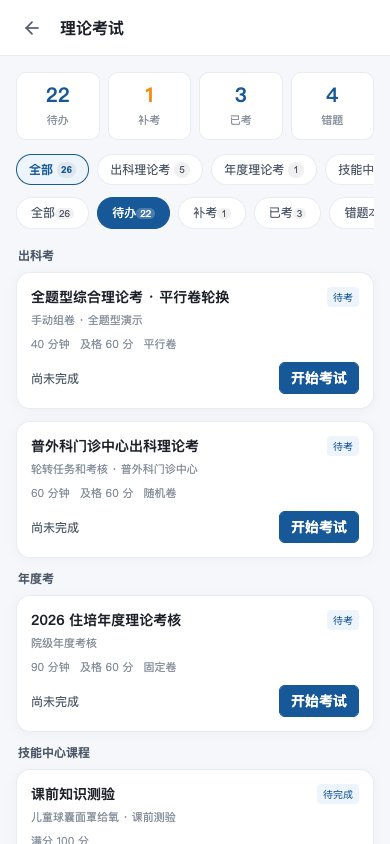 理论考试
22 1 3 4
待办 补考 已考 错题
全部 26 出科理论考 5 年度理论考 1 技能中
全部 26 待办 22 补考 1 已考 3 错题本
出科考
全题型综合理论考 · 平行卷轮换 待考
手动组卷 · 全题型演示
40 分钟 及格 60 分 平行卷
尚未完成 开始考试
普外科门诊中心出科理论考 待考
轮转任务和考核 · 普外科门诊中心
60 分钟 及格 60 分 随机卷
尚未完成 开始考试
年度考
2026 住培年度理论考核 待考
院级年度考核
90 分钟 及格 60 分 固定卷
尚未完成 开始考试
技能中心课程
课前知识测验 待完成
儿童球囊面罩给氧 · 课前测验
满分 100 分